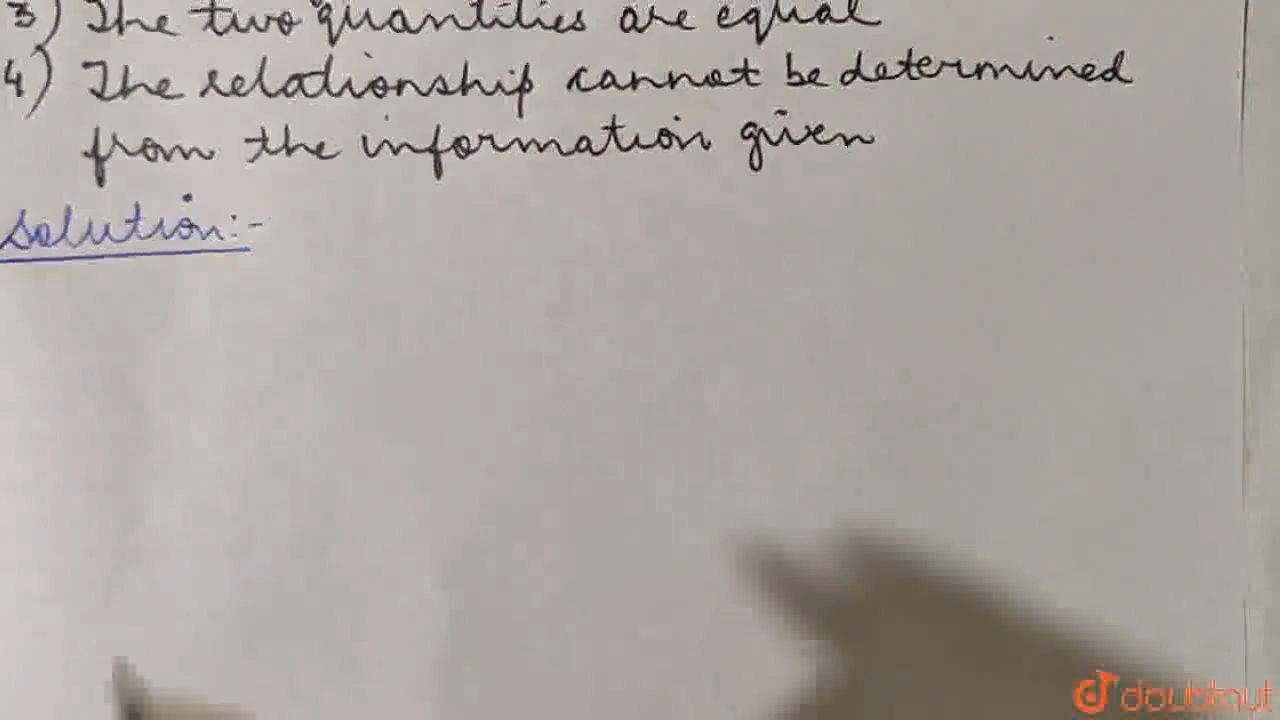 3) The two quantities are equal
4) The relationship cannot be determined
from the information given
Solution:-
doubtnut